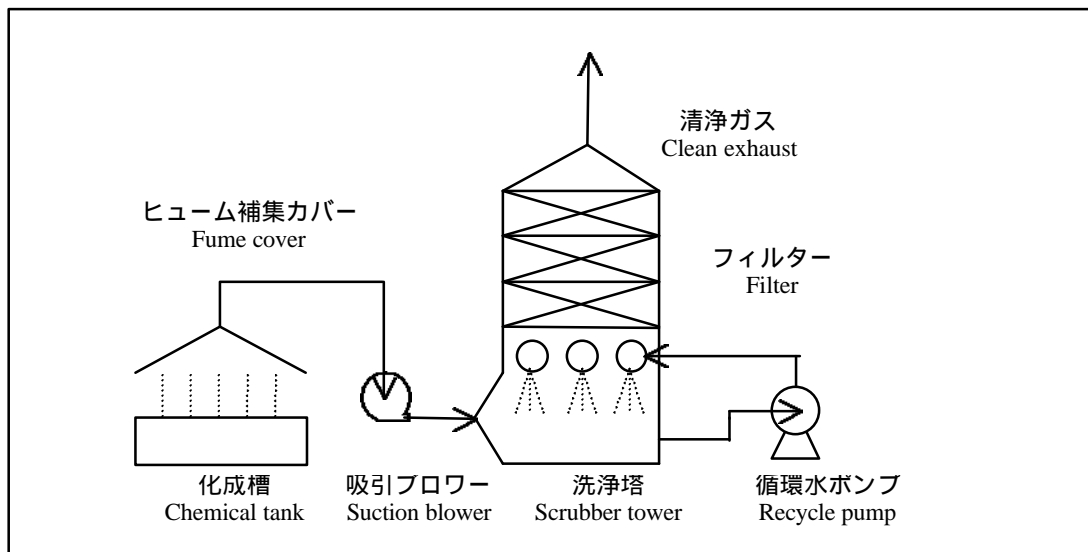 清浄ガス
Clean exhaust
ヒューム補集カバー
Fume cover
フィルター
Filter
化成槽
Chemical tank
吸引ブロワー
Suction blower
洗浄塔
Scrubber tower
循環水ポンプ
Recycle pump